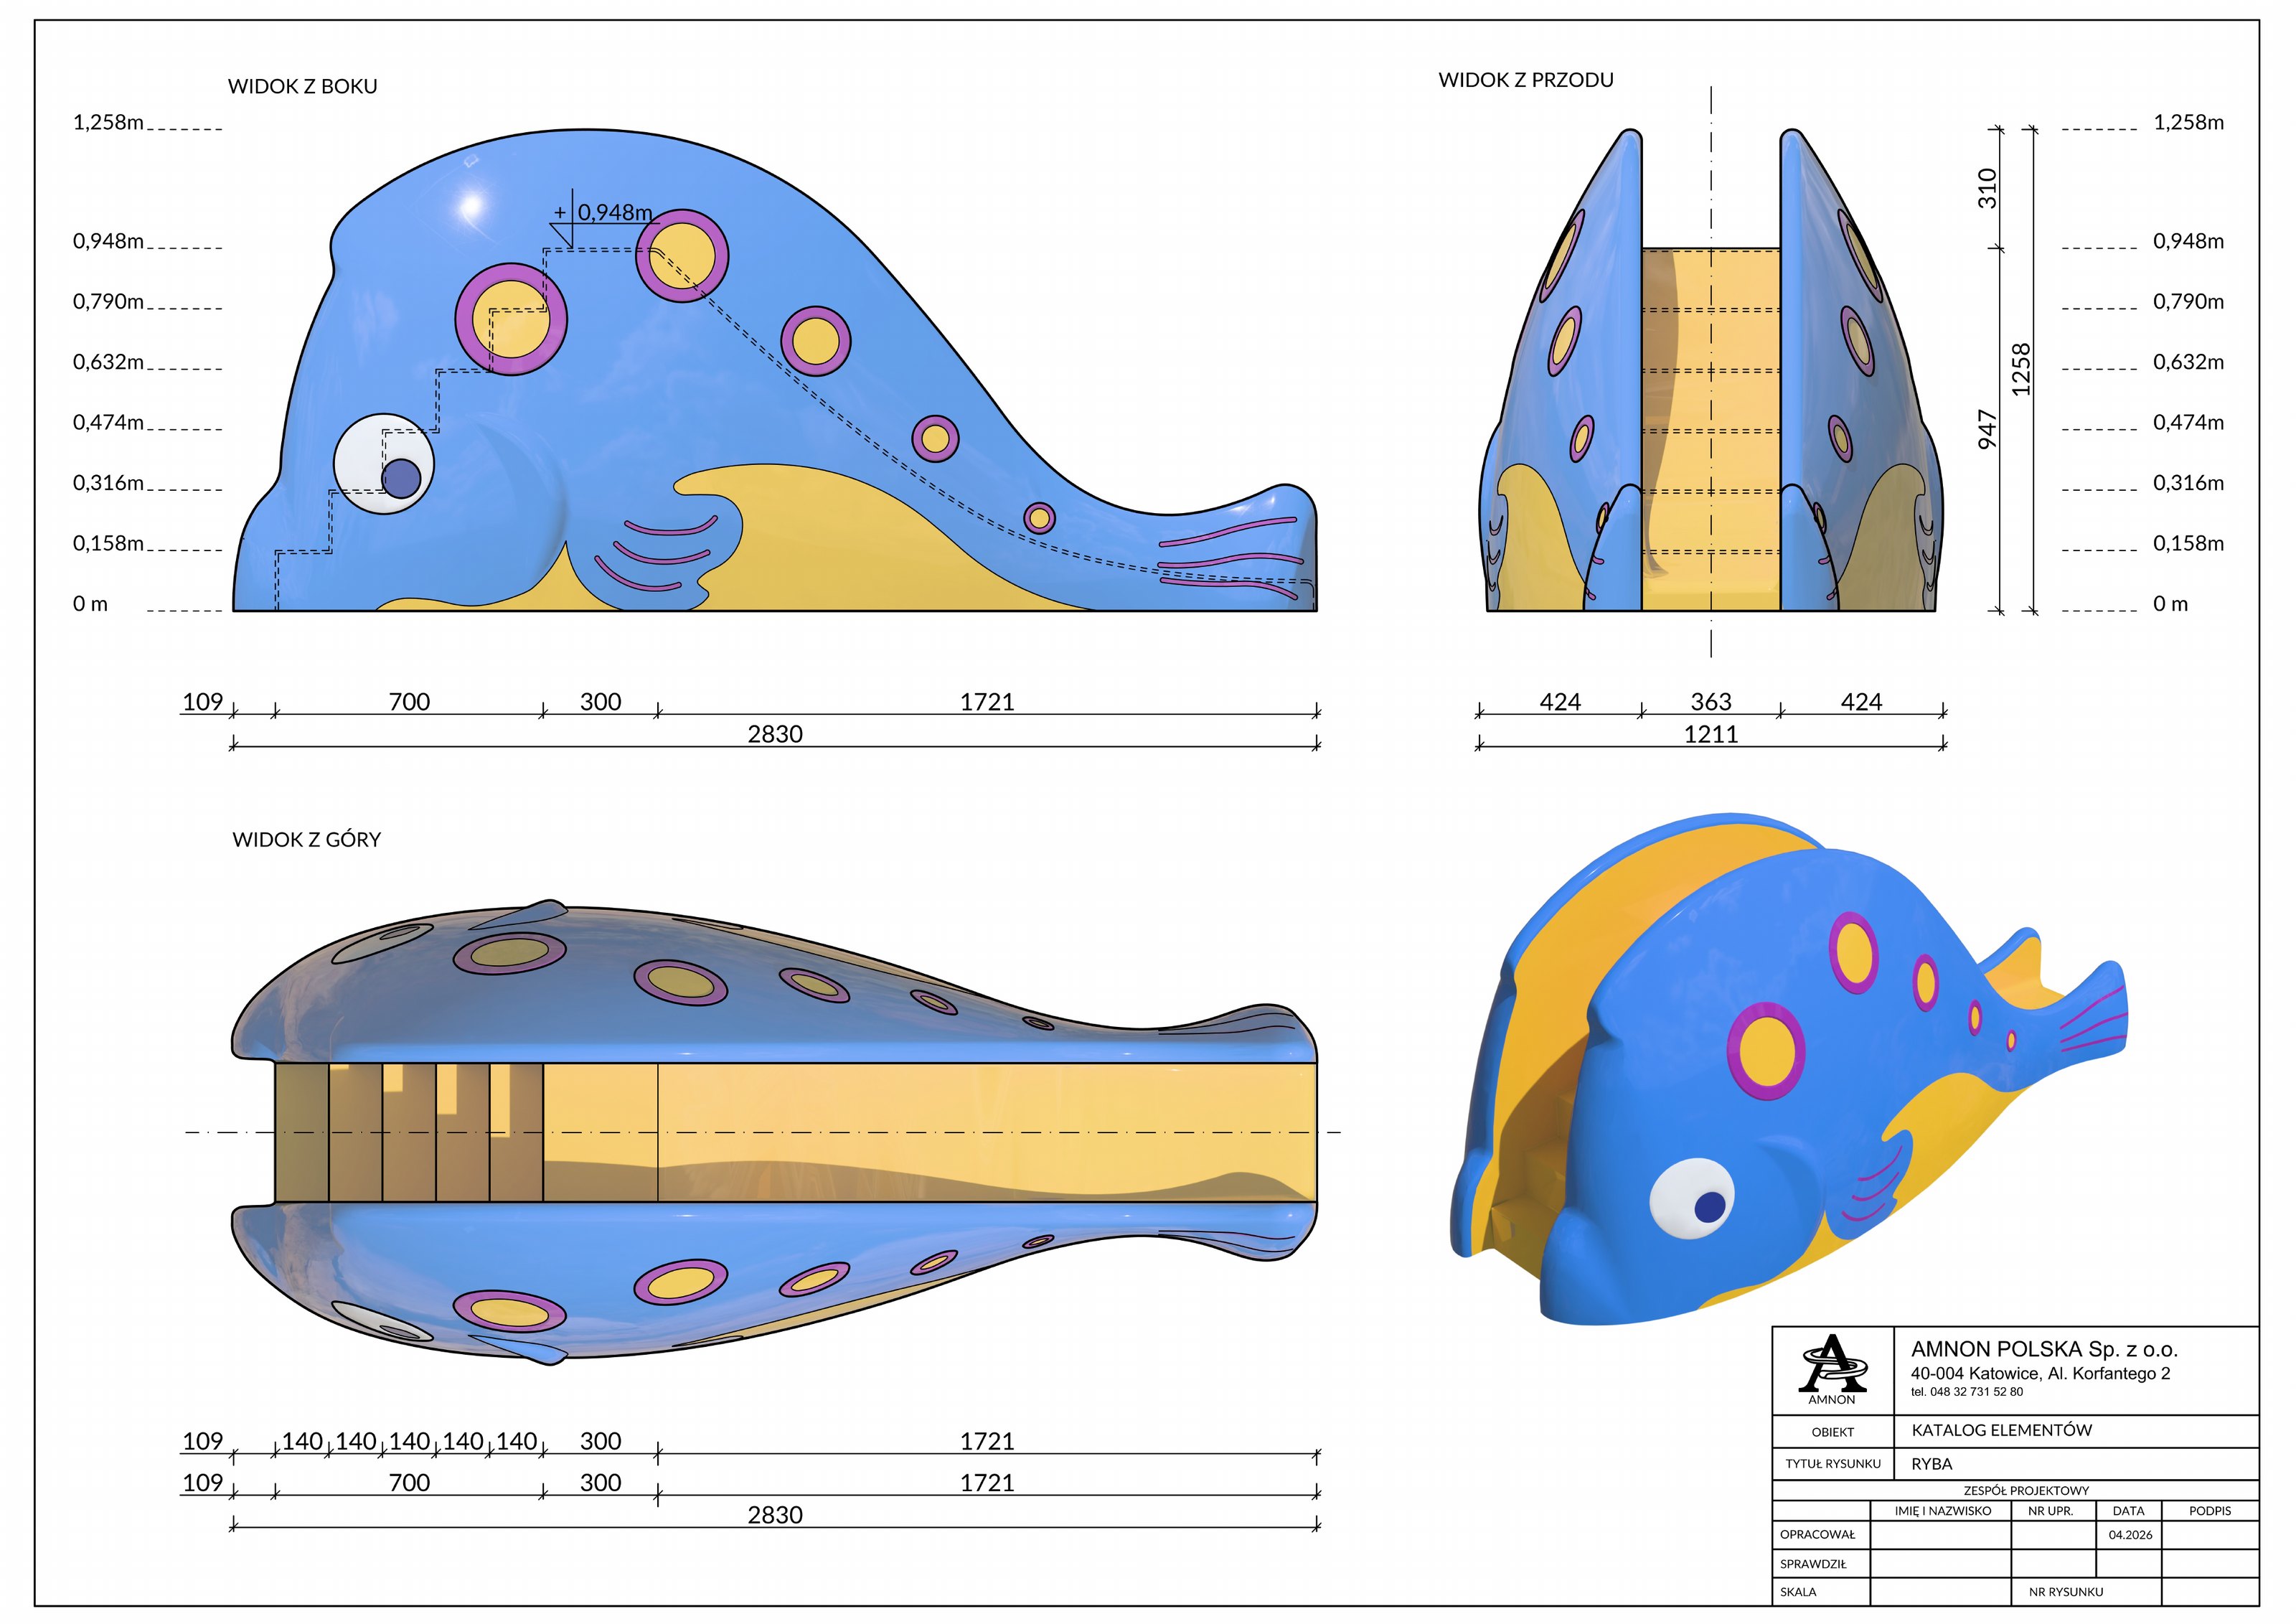 WIDOK Z BOKU
1,258m
0,948m
0,790m
0,632m
0,474m
0,316m
0,158m
0 m
+ 0,948m
109 700 300 1721
2830
WIDOK Z PRZODU
310
947
1258
1,258m
0,948m
0,790m
0,632m
0,474m
0,316m
0,158m
0 m
424 363 424
1211
WIDOK Z GÓRY
109 140 140 140 140 140 300 1721
109 700 300 1721
2830
AMNON
AMNON POLSKA Sp. z o.o.
40-004 Katowice, Al. Korfantego 2
tel. 048 32 731 52 80
OBIEKT KATALOG ELEMENTÓW
TYTUŁ RYSUNKU RYBA
ZESPÓŁ PROJEKTOWY
IMIĘ I NAZWISKO NR UPR. DATA PODPIS
OPRACOWAŁ 04.2026
SPRAWDZIŁ
SKALA NR RYSUNKU